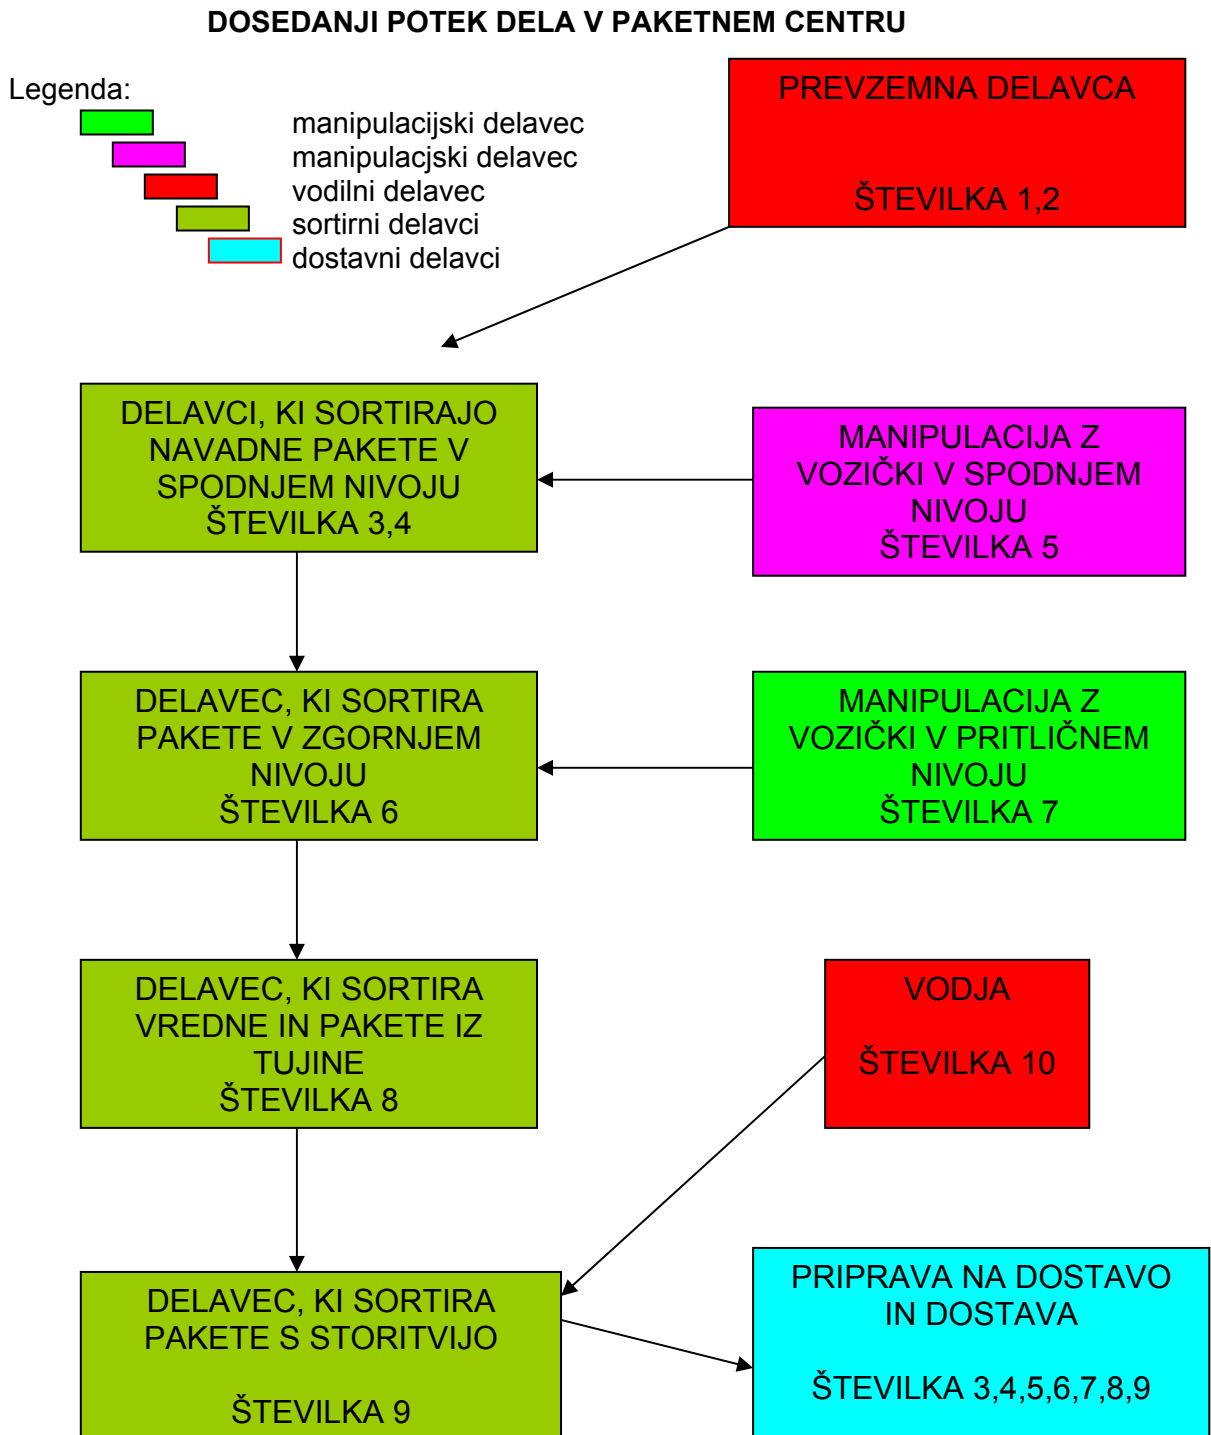 DOSEDANJI POTEK DELA V PAKETNEM CENTRU
Legenda:
manipulacijski delavec
manipulacjski delavec
vodilni delavec
sortirni delavci
dostavni delavci
PREVZEMNA DELAVCA
ŠTEVILKA 1,2
DELAVCI, KI SORTIRAJO
NAVADNE PAKETE V
SPODNJEM NIVOJU
ŠTEVILKA 3,4
MANIPULACIJA Z
VOZIČKI V SPODNJEM
NIVOJU
ŠTEVILKA 5
DELAVEC, KI SORTIRA
PAKETE V ZGORNJEM
NIVOJU
ŠTEVILKA 6
MANIPULACIJA Z
VOZIČKI V PRITLIČNEM
NIVOJU
ŠTEVILKA 7
DELAVEC, KI SORTIRA
VREDNE IN PAKETE IZ
TUJINE
ŠTEVILKA 8
VODJA
ŠTEVILKA 10
DELAVEC, KI SORTIRA
PAKETE S STORITVIJO
ŠTEVILKA 9
PRIPRAVA NA DOSTAVO
IN DOSTAVA
ŠTEVILKA 3,4,5,6,7,8,9